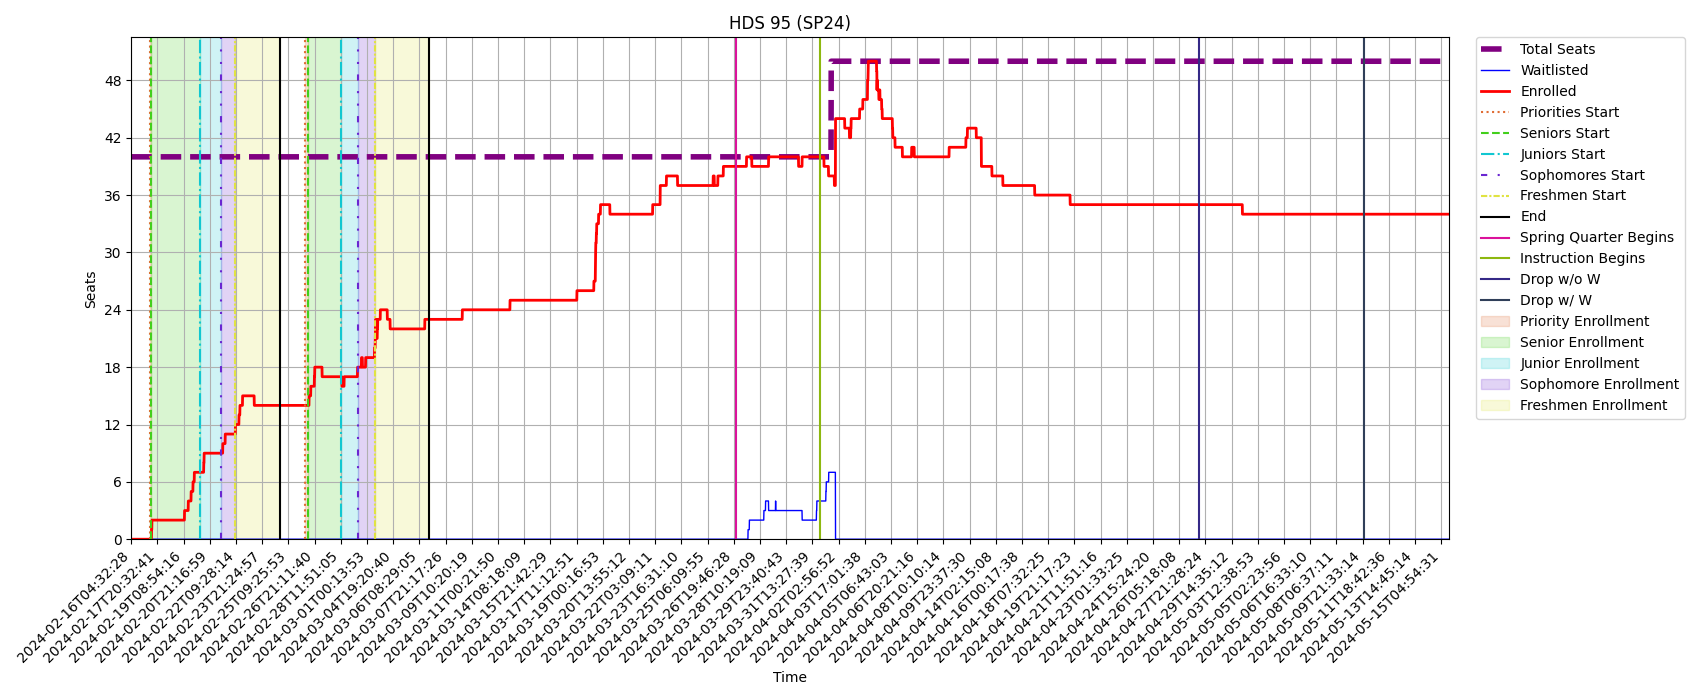 HDS 95 (SP24)
Total Seats
Waitlisted
Enrolled
Priorities Start
Seniors Start
Juniors Start
Sophomores Start
Freshmen Start
End
Spring Quarter Begins
Instruction Begins
Drop w/o W
Drop w/ W
Priority Enrollment
Senior Enrollment
Junior Enrollment
Sophomore Enrollment
Freshmen Enrollment
Seats
48
42
36
30
24
18
12
6
0
2024-02-16T04:32:28
2024-02-17T20:32:41
2024-02-19T08:54:16
2024-02-20T21:16:59
2024-02-22T09:28:14
2024-02-23T21:24:57
2024-02-25T09:25:53
2024-02-26T21:11:40
2024-02-28T11:51:05
2024-03-01T00:13:53
2024-03-04T19:20:40
2024-03-06T08:29:05
2024-03-07T21:17:26
2024-03-09T10:20:19
2024-03-11T00:21:50
2024-03-14T08:18:09
2024-03-15T21:42:29
2024-03-17T11:12:51
2024-03-19T00:16:53
2024-03-20T13:55:12
2024-03-22T03:09:11
2024-03-23T16:31:10
2024-03-25T06:09:55
2024-03-26T19:46:28
2024-03-28T10:19:09
2024-03-29T23:40:43
2024-03-31T13:27:39
2024-04-02T02:56:52
2024-04-03T17:01:38
2024-04-05T06:43:03
2024-04-06T20:21:16
2024-04-08T10:10:14
2024-04-09T23:37:30
2024-04-14T02:15:08
2024-04-16T00:17:38
2024-04-18T07:32:25
2024-04-19T21:17:23
2024-04-21T11:51:16
2024-04-23T01:33:25
2024-04-24T15:24:20
2024-04-26T05:18:08
2024-04-27T21:28:24
2024-04-29T14:35:12
2024-05-03T12:38:53
2024-05-05T02:23:56
2024-05-06T16:33:10
2024-05-08T06:37:11
2024-05-09T21:33:14
2024-05-11T18:42:36
2024-05-13T14:45:14
2024-05-15T04:54:31
Time